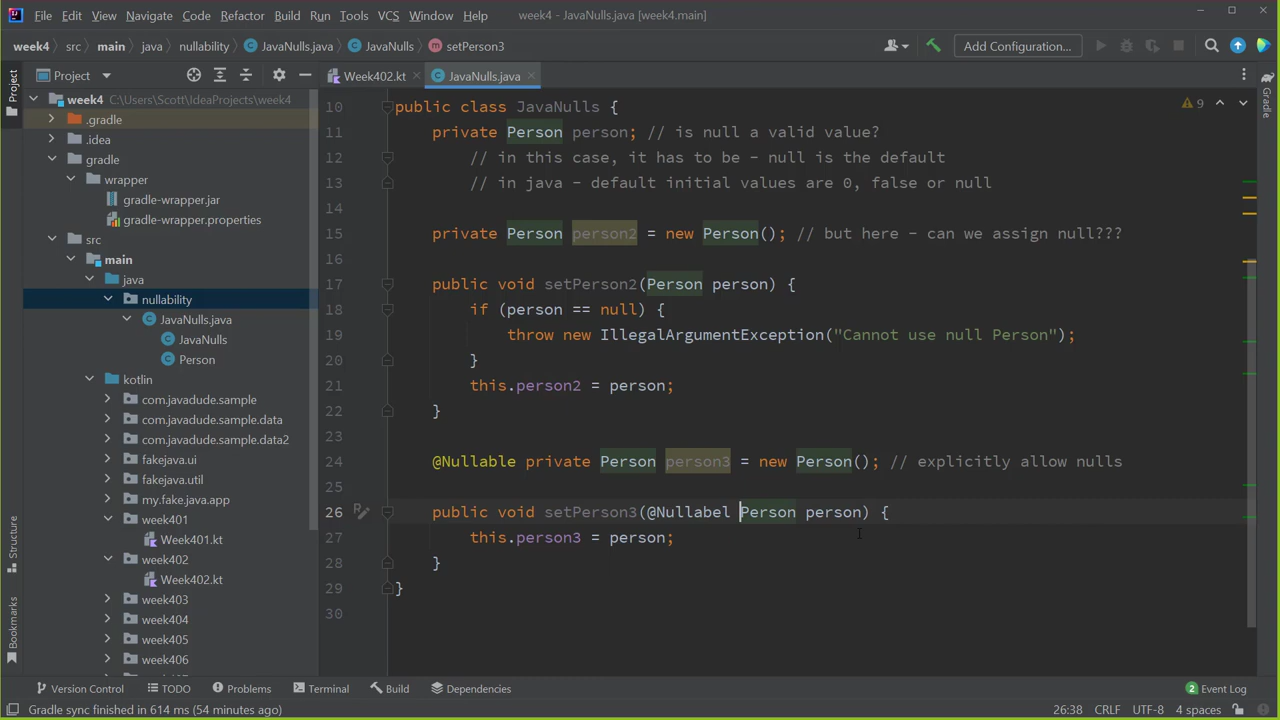 File Edit View Navigate Code Refactor Build Run Tools VCS Window Help week4 - JavaNulls.java [week4.main]
week4 src main java nullability JavaNulls.java JavaNulls setPerson3 Add Configuration...
Project Week402.kt JavaNulls.java
Project
Structure
Bookmarks
Gradle
week4 C:\Users\Scott\IdeaProjects\week4
.gradle
.idea
gradle
wrapper
gradle-wrapper.jar
gradle-wrapper.properties
src
main
java
nullability
JavaNulls.java
JavaNulls
Person
kotlin
com.javadude.sample
com.javadude.sample.data
com.javadude.sample.data2
fakejava.ui
fakejava.util
my.fake.java.app
week401
Week401.kt
week402
Week402.kt
week403
week404
week405
week406
9
10 public class JavaNulls {
11 private Person person; // is null a valid value?
12 // in this case, it has to be - null is the default
13 // in java - default initial values are 0, false or null
14
15 private Person person2 = new Person(); // but here - can we assign null???
16
17 public void setPerson2(Person person) {
18 if (person == null) {
19 throw new IllegalArgumentException("Cannot use null Person");
20 }
21 this.person2 = person;
22 }
23
24 @Nullable private Person person3 = new Person(); // explicitly allow nulls
25
26 public void setPerson3(@Nullabel Person person) {
27 this.person3 = person;
28 }
29 }
30
Version Control TODO Problems Terminal Build Dependencies 2 Event Log
Gradle sync finished in 614 ms (54 minutes ago) 26:38 CRLF UTF-8 4 spaces